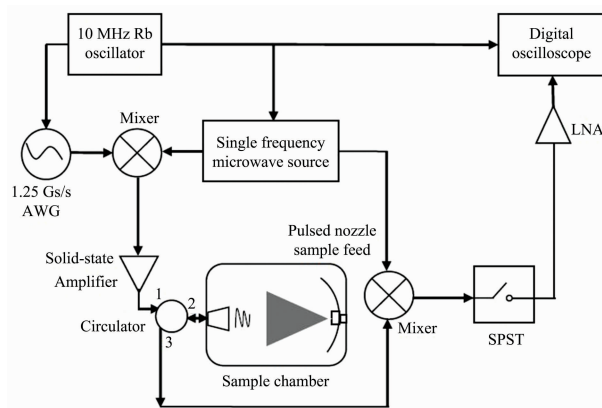 10 MHz Rb
oscillator
Digital
oscilloscope
Mixer
LNA
Single frequency
microwave source
1.25 Gs/s
AWG
Pulsed nozzle
sample feed
Solid-state
Amplifier
1
2
Circulator
3
Mixer
SPST
Sample chamber